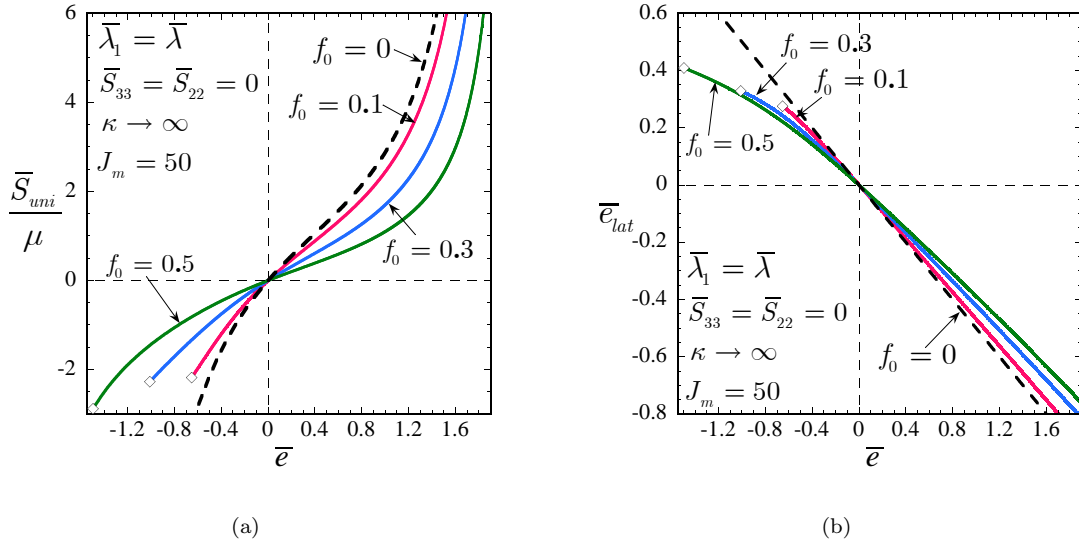 6
4
2
0
-2
S̅_uni
μ
λ̅₁ = λ̅
S̅₃₃ = S̅₂₂ = 0
κ → ∞
J_m = 50
f₀ = 0
f₀ = 0.1
f₀ = 0.3
f₀ = 0.5
-1.2 -0.8 -0.4 0 0.4 0.8 1.2 1.6
e̅
(a)
0.6
0.4
0.2
0
-0.2
-0.4
-0.6
-0.8
e̅_lat
f₀ = 0.3
f₀ = 0.1
f₀ = 0.5
λ̅₁ = λ̅
S̅₃₃ = S̅₂₂ = 0
κ → ∞
J_m = 50
f₀ = 0
-1.2 -0.8 -0.4 0 0.4 0.8 1.2 1.6
e̅
(b)